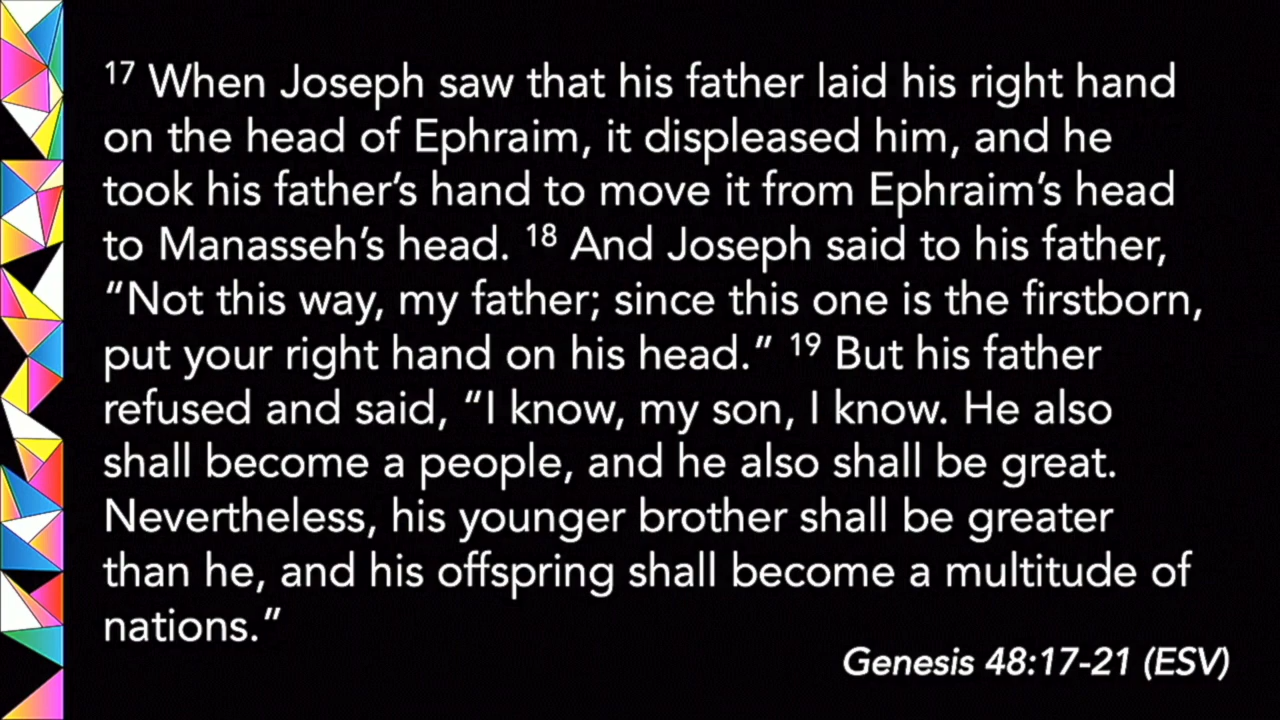 17 When Joseph saw that his father laid his right hand
on the head of Ephraim, it displeased him, and he
took his father’s hand to move it from Ephraim’s head
to Manasseh’s head. 18 And Joseph said to his father,
“Not this way, my father; since this one is the firstborn,
put your right hand on his head.” 19 But his father
refused and said, “I know, my son, I know. He also
shall become a people, and he also shall be great.
Nevertheless, his younger brother shall be greater
than he, and his offspring shall become a multitude of
nations.”
Genesis 48:17-21 (ESV)